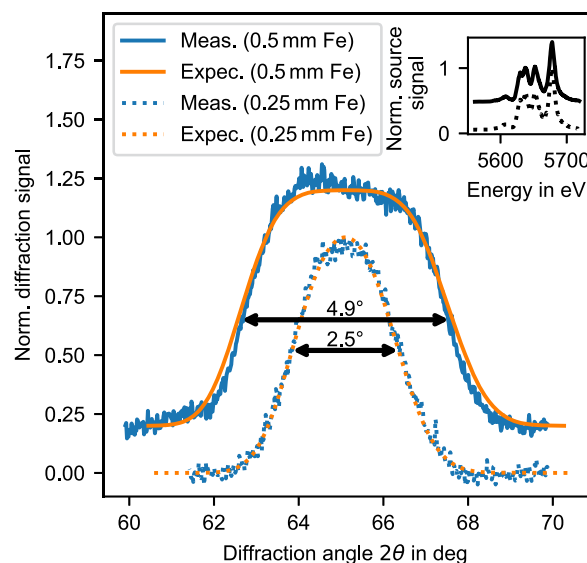 Meas. (0.5 mm Fe)
Expec. (0.5 mm Fe)
Meas. (0.25 mm Fe)
Expec. (0.25 mm Fe)
Norm. source
signal
1
0
5600
5700
Energy in eV
Norm. diffraction signal
1.75
1.50
1.25
1.00
0.75
0.50
0.25
0.00
4.9°
2.5°
60
62
64
66
68
70
Diffraction angle 2θ in deg